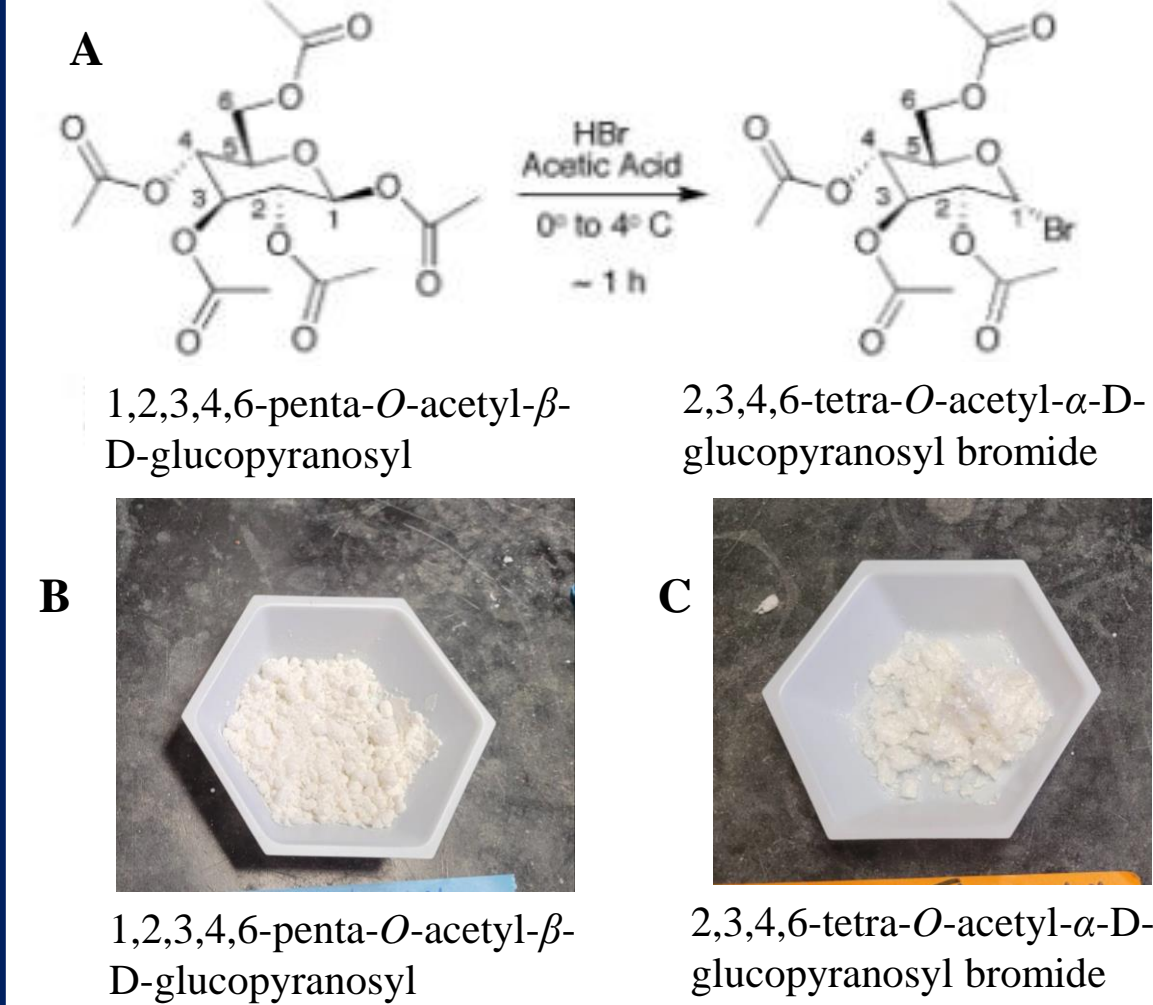 A
O
6
O
O
4
5
O
O
3
2
1
O
O
O
O
O
HBr
Acetic Acid
0° to 4° C
~ 1 h
O
6
O
O
4
5
O
O
3
2
1
Br
O
O
O
O
1,2,3,4,6-penta-O-acetyl-β-
D-glucopyranosyl
2,3,4,6-tetra-O-acetyl-α-D-
glucopyranosyl bromide
B
C
1,2,3,4,6-penta-O-acetyl-β-
D-glucopyranosyl
2,3,4,6-tetra-O-acetyl-α-D-
glucopyranosyl bromide